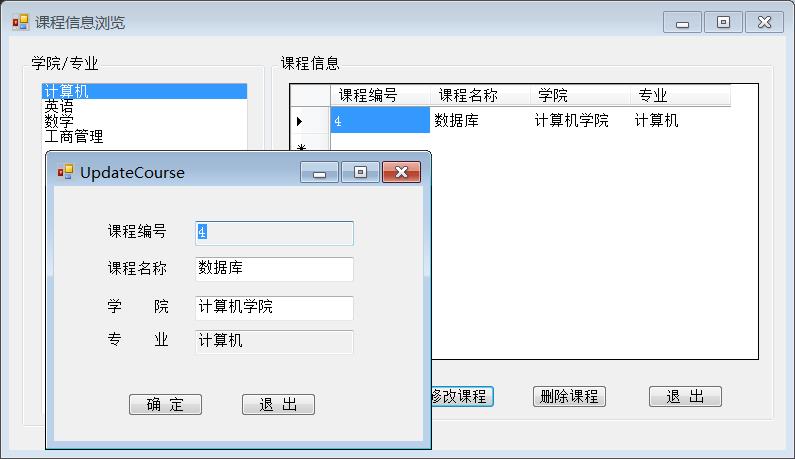 课程信息浏览
学院/专业
计算机
英语
数学
工商管理
课程信息
课程编号 课程名称 学院 专业
4 数据库 计算机学院 计算机
UpdateCourse
课程编号 4
课程名称 数据库
学 院 计算机学院
专 业 计算机
确 定 退 出
修改课程 删除课程 退 出